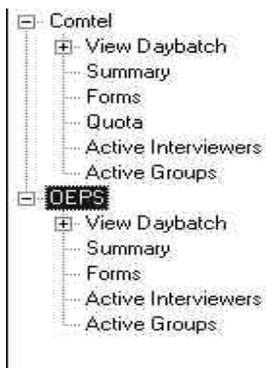 Comtel
View Daybatch
Summary
Forms
Quota
Active Interviewers
Active Groups
OEPS
View Daybatch
Summary
Forms
Active Interviewers
Active Groups